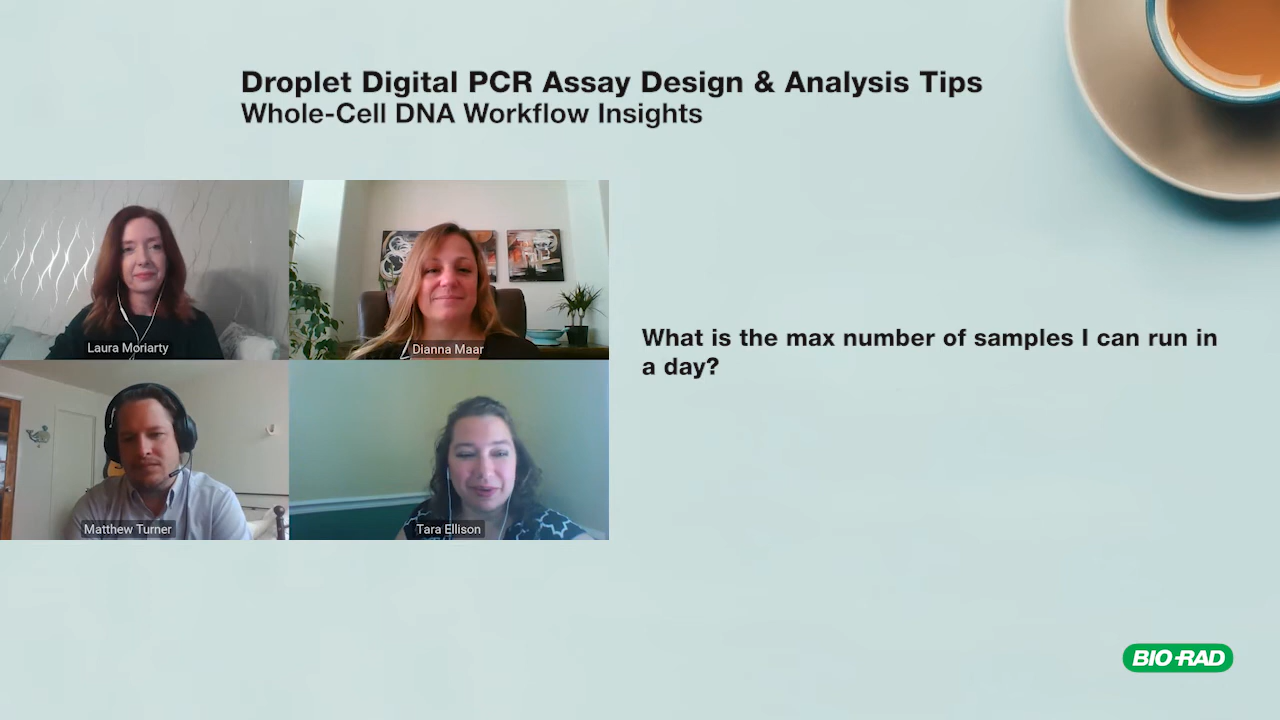 Droplet Digital PCR Assay Design & Analysis Tips
Whole-Cell DNA Workflow Insights
Laura Moriarty
Dianna Maar
What is the max number of samples I can run in
a day?
Matthew Turner
Tara Ellison
BIO-RAD